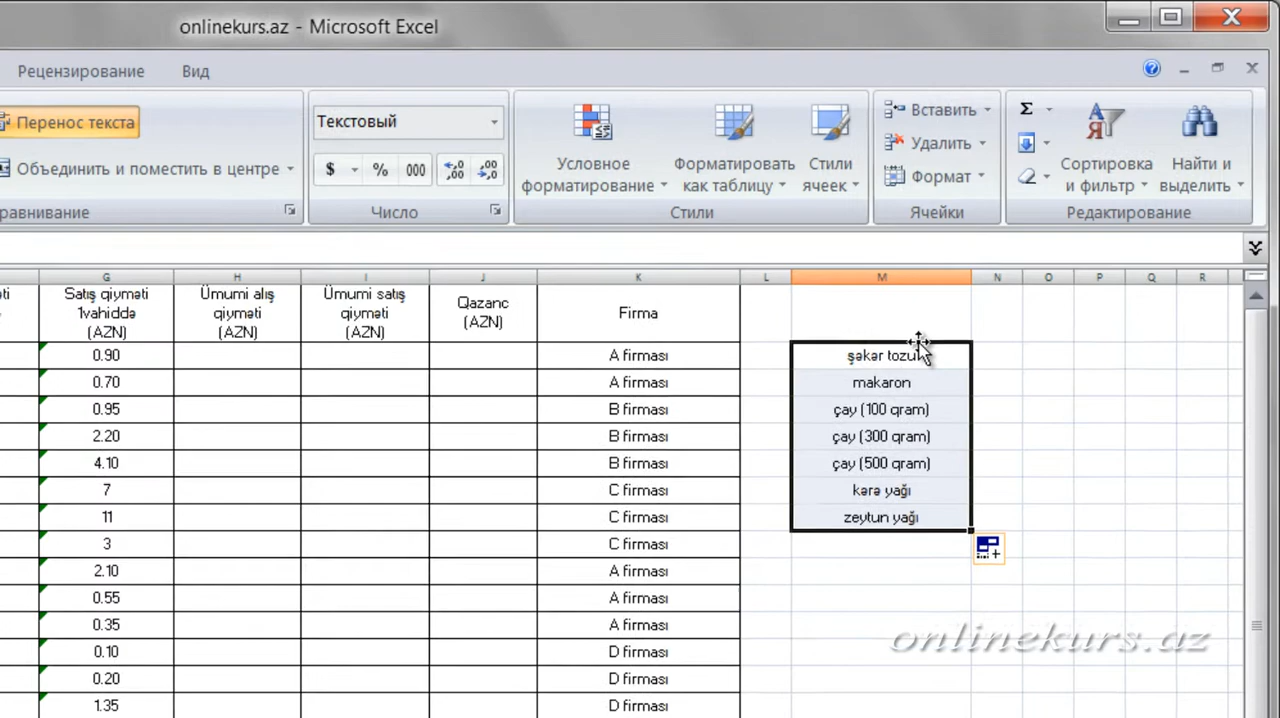 onlinekurs.az - Microsoft Excel
Рецензирование Вид
Перенос текста
Объединить и поместить в центре
Текстовый
$ % 000 ,00 ,00
Условное форматирование
Форматировать как таблицу
Стили ячеек
Вставить
Удалить
Формат
Σ
Сортировка и фильтр
Найти и выделить
равнивание Число Стили Ячейки Редактирование
G H I J K L M N O P Q R
Satış qiyməti 1vahiddə (AZN)
Ümumi alış qiyməti (AZN)
Ümumi satış qiyməti (AZN)
Qazanc (AZN)
Firma
0.90 A firması şəkər tozu
0.70 A firması makaron
0.95 B firması çay (100 qram)
2.20 B firması çay (300 qram)
4.10 B firması çay (500 qram)
7 C firması kərə yağı
11 C firması zeytun yağı
3 C firması
2.10 A firması
0.55 A firması
0.35 A firması
0.10 D firması
0.20 D firması
1.35 D firması
onlinekurs.az